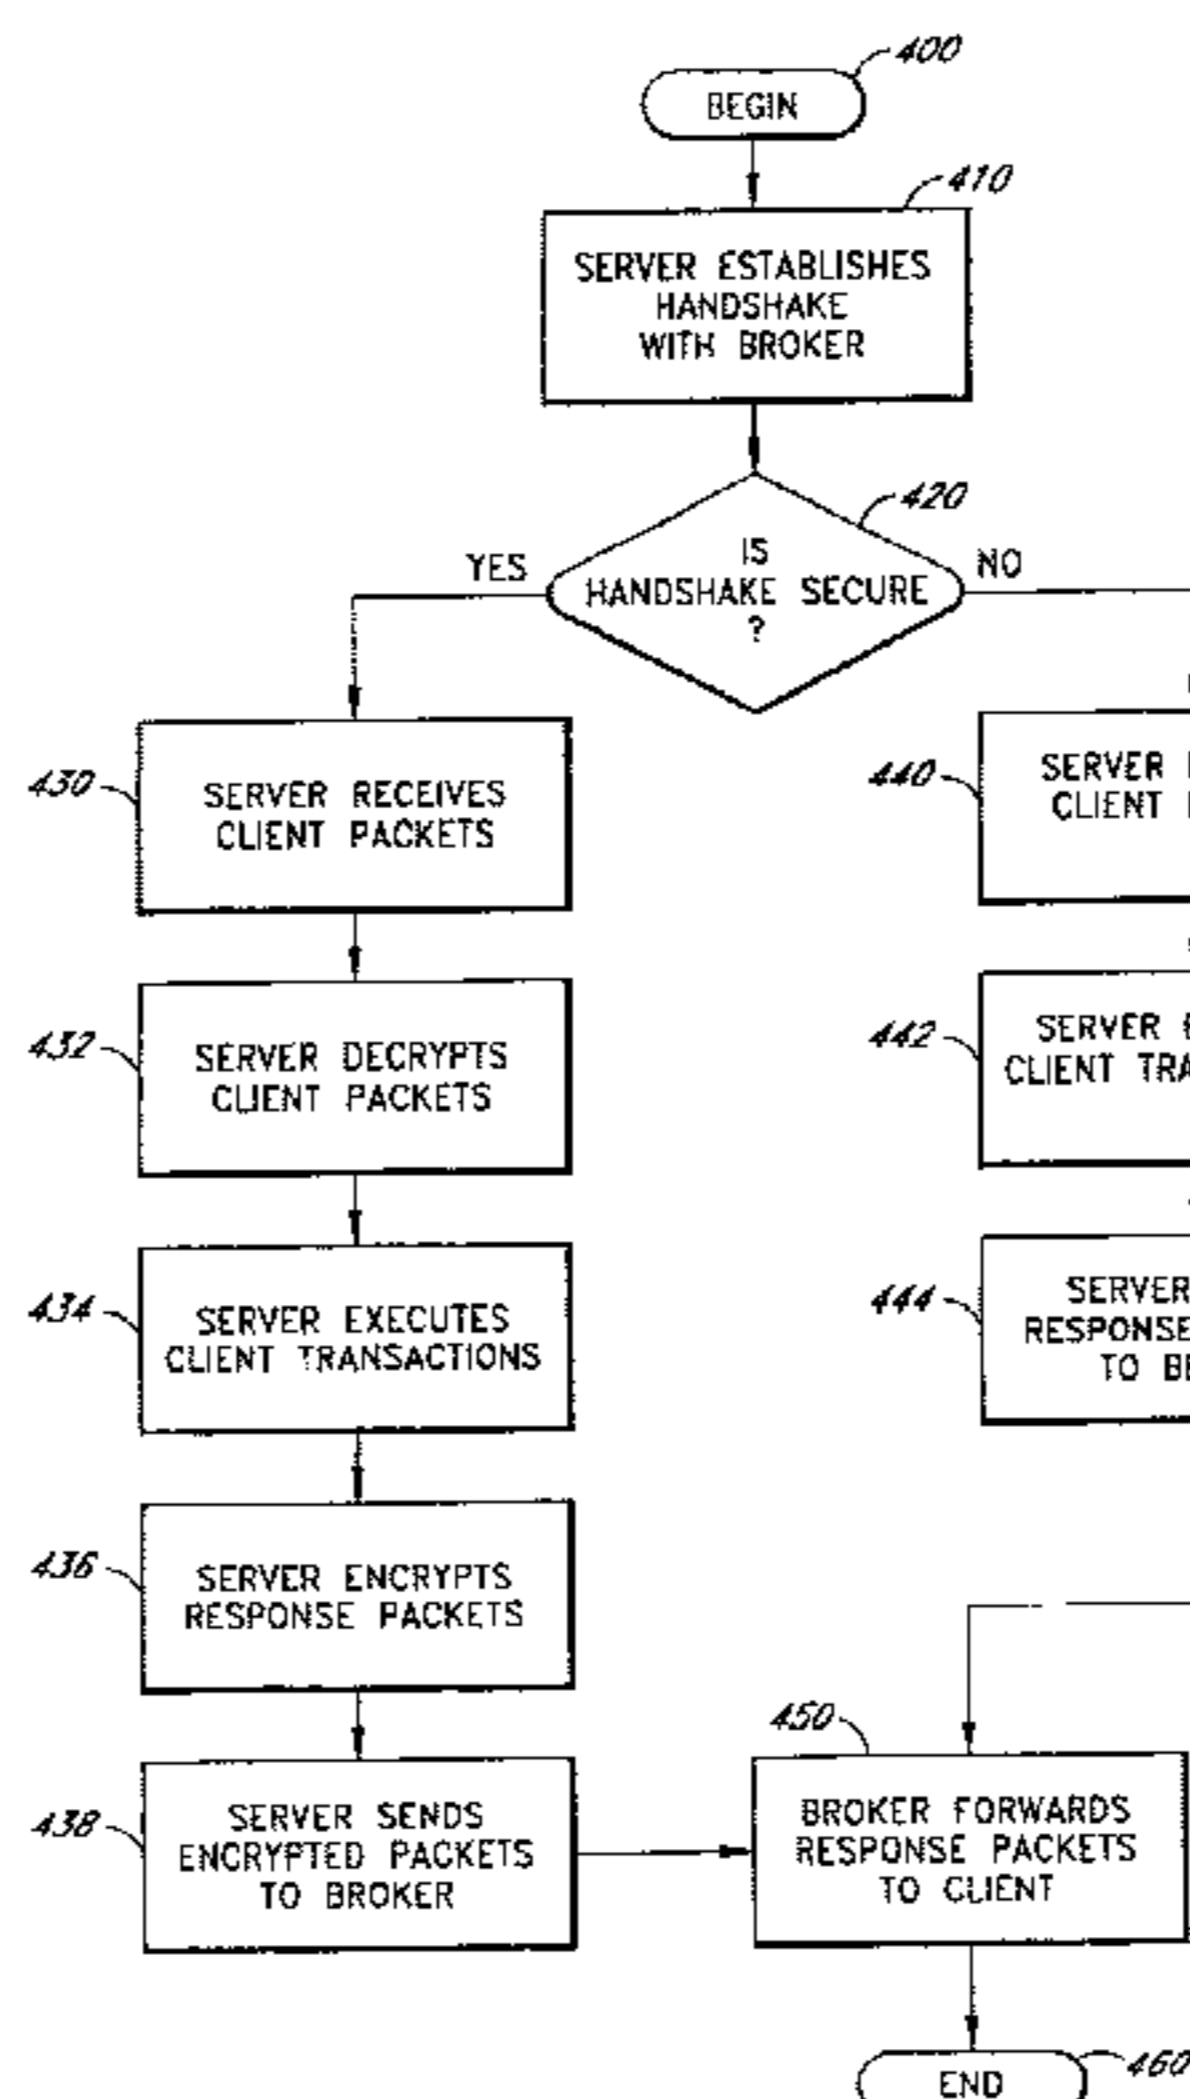 400
BEGIN
410
SERVER ESTABLISHES
HANDSHAKE
WITH BROKER
420
IS
HANDSHAKE SECURE
?
YES
NO
430
SERVER RECEIVES
CLIENT PACKETS
440
SERVER
CLIENT
432
SERVER DECRYPTS
CLIENT PACKETS
442
SERVER
CLIENT
434
SERVER EXECUTES
CLIENT TRANSACTIONS
444
SERVER
RESPONSE
TO
436
SERVER ENCRYPTS
RESPONSE PACKETS
438
SERVER SENDS
ENCRYPTED PACKETS
TO BROKER
450
BROKER FORWARDS
RESPONSE PACKETS
TO CLIENT
END
460